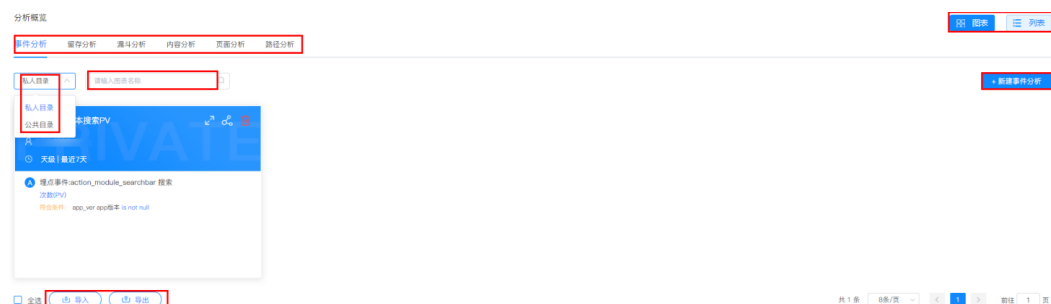 分析概览
图表 列表
事件分析 留存分析 漏斗分析 内容分析 页面分析 路径分析
私人目录 请输入图表名称 + 新建事件分析
私人目录
公共目录
本搜索PV
PRIVATE
天级 | 最近7天
A 埋点事件:action_module_searchbar 搜索
次数(PV)
符合条件: app_ver app版本 is not null
全选 导入 导出 共 1 条 8条/页 1 前往 1 页